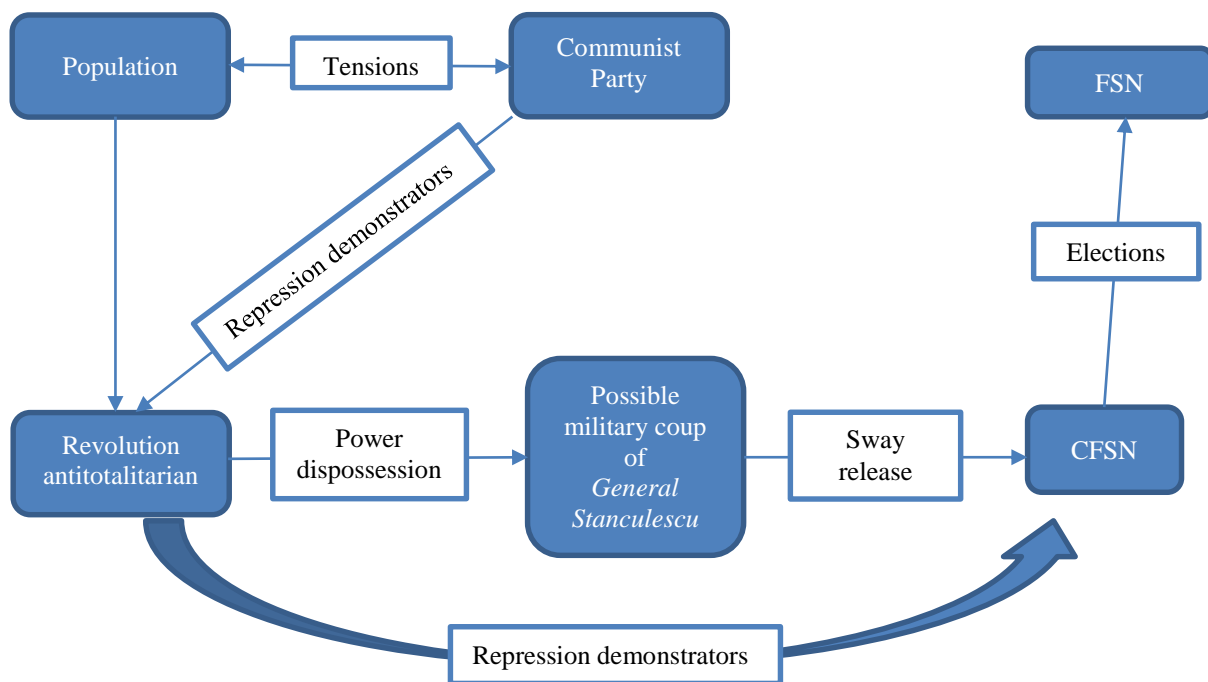 Population
Tensions
Communist
Party
FSN
Repression demonstrators
Elections
Revolution
antitotalitarian
Power
dispossession
Possible
military coup
of
General
Stanculescu
Sway
release
CFSN
Repression demonstrators